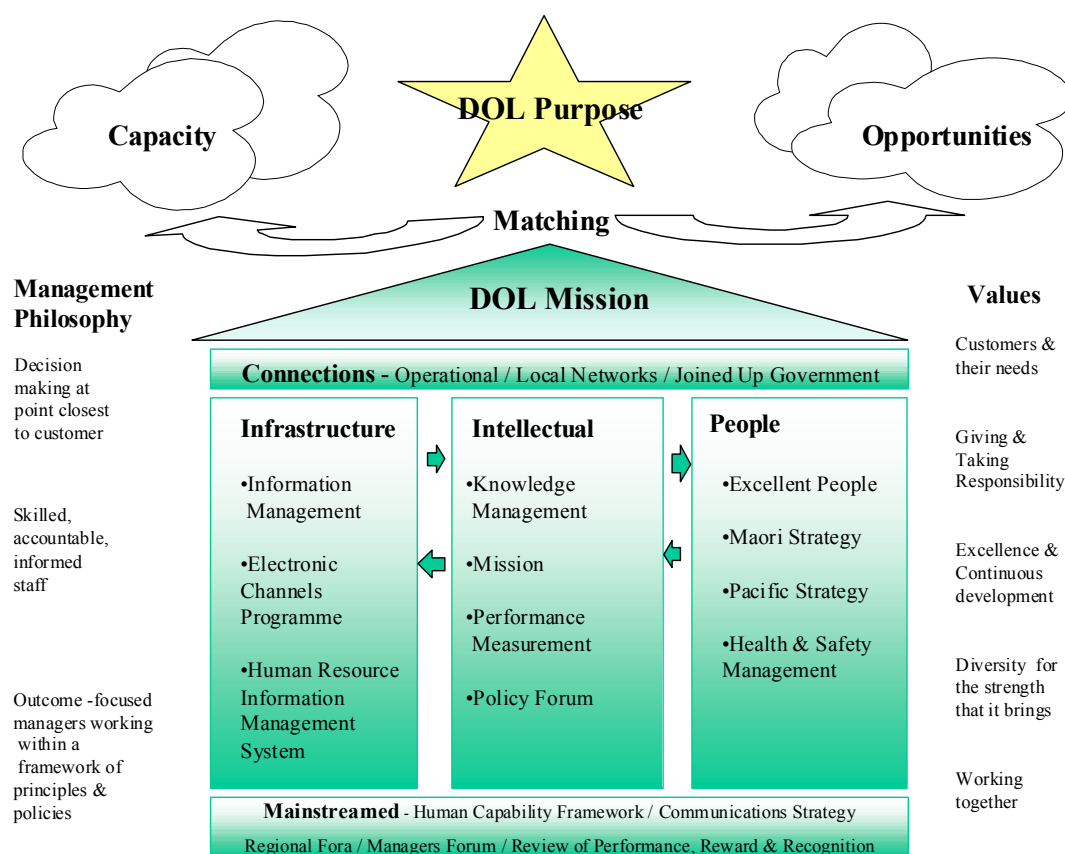 DOL Purpose
Capacity
Opportunities
Matching
DOL Mission
Management
Philosophy
Decision
making at
point closest
to customer
Skilled,
accountable,
informed
staff
Outcome -focused
managers working
within a
framework of
principles &
policies
Connections - Operational / Local Networks / Joined Up Government
Infrastructure
•Information
Management
•Electronic
Channels
Programme
•Human Resource
Information
Management
System
Intellectual
•Knowledge
Management
•Mission
•Performance
Measurement
•Policy Forum
People
•Excellent People
•Maori Strategy
•Pacific Strategy
•Health & Safety
Management
Values
Customers &
their needs
Giving &
Taking
Responsibility
Excellence &
Continuous
development
Diversity for
the strength
that it brings
Working
together
Mainstreamed - Human Capability Framework / Communications Strategy
Regional Fora / Managers Forum / Review of Performance, Reward & Recognition